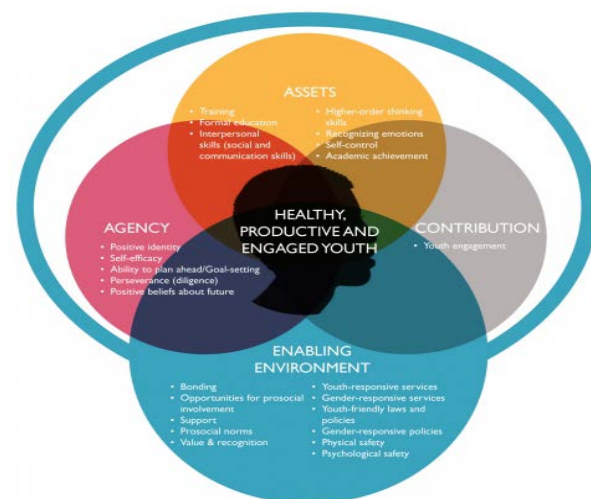 ASSETS
• Training
• Formal education
• Interpersonal
skills (social and
communication skills)
• Higher-order thinking
skills
• Recognizing emotions
• Self-control
• Academic achievement
AGENCY
• Positive identity
• Self-efficacy
• Ability to plan ahead/Goal-setting
• Perseverance (diligence)
• Positive beliefs about future
HEALTHY,
PRODUCTIVE AND
ENGAGED YOUTH
CONTRIBUTION
• Youth engagement
ENABLING
ENVIRONMENT
• Bonding
• Opportunities for prosocial
involvement
• Support
• Prosocial norms
• Value & recognition
• Youth-responsive services
• Gender-responsive services
• Youth-friendly laws and
policies
• Gender-responsive policies
• Physical safety
• Psychological safety